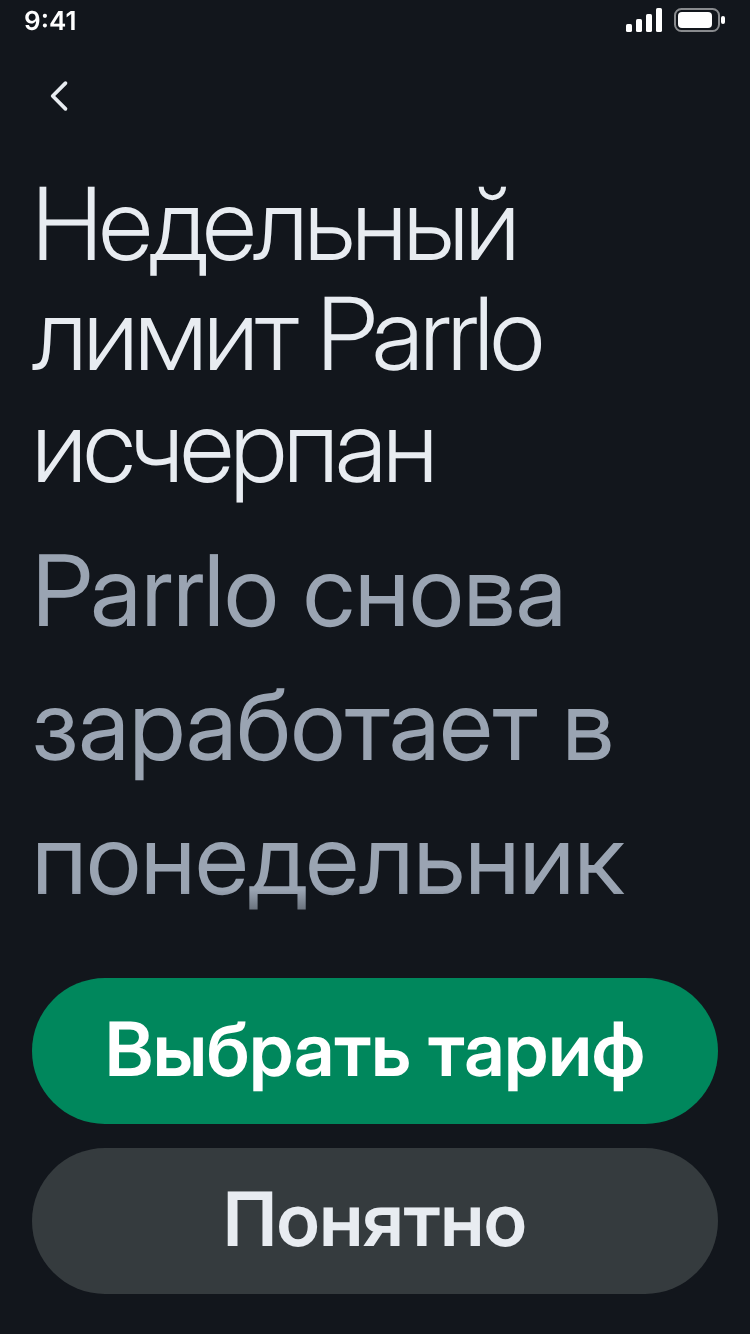 9:41
Недельный
лимит Parrlo
исчерпан
Parrlo снова
заработает в
понедельник
Выбрать тариф
Понятно